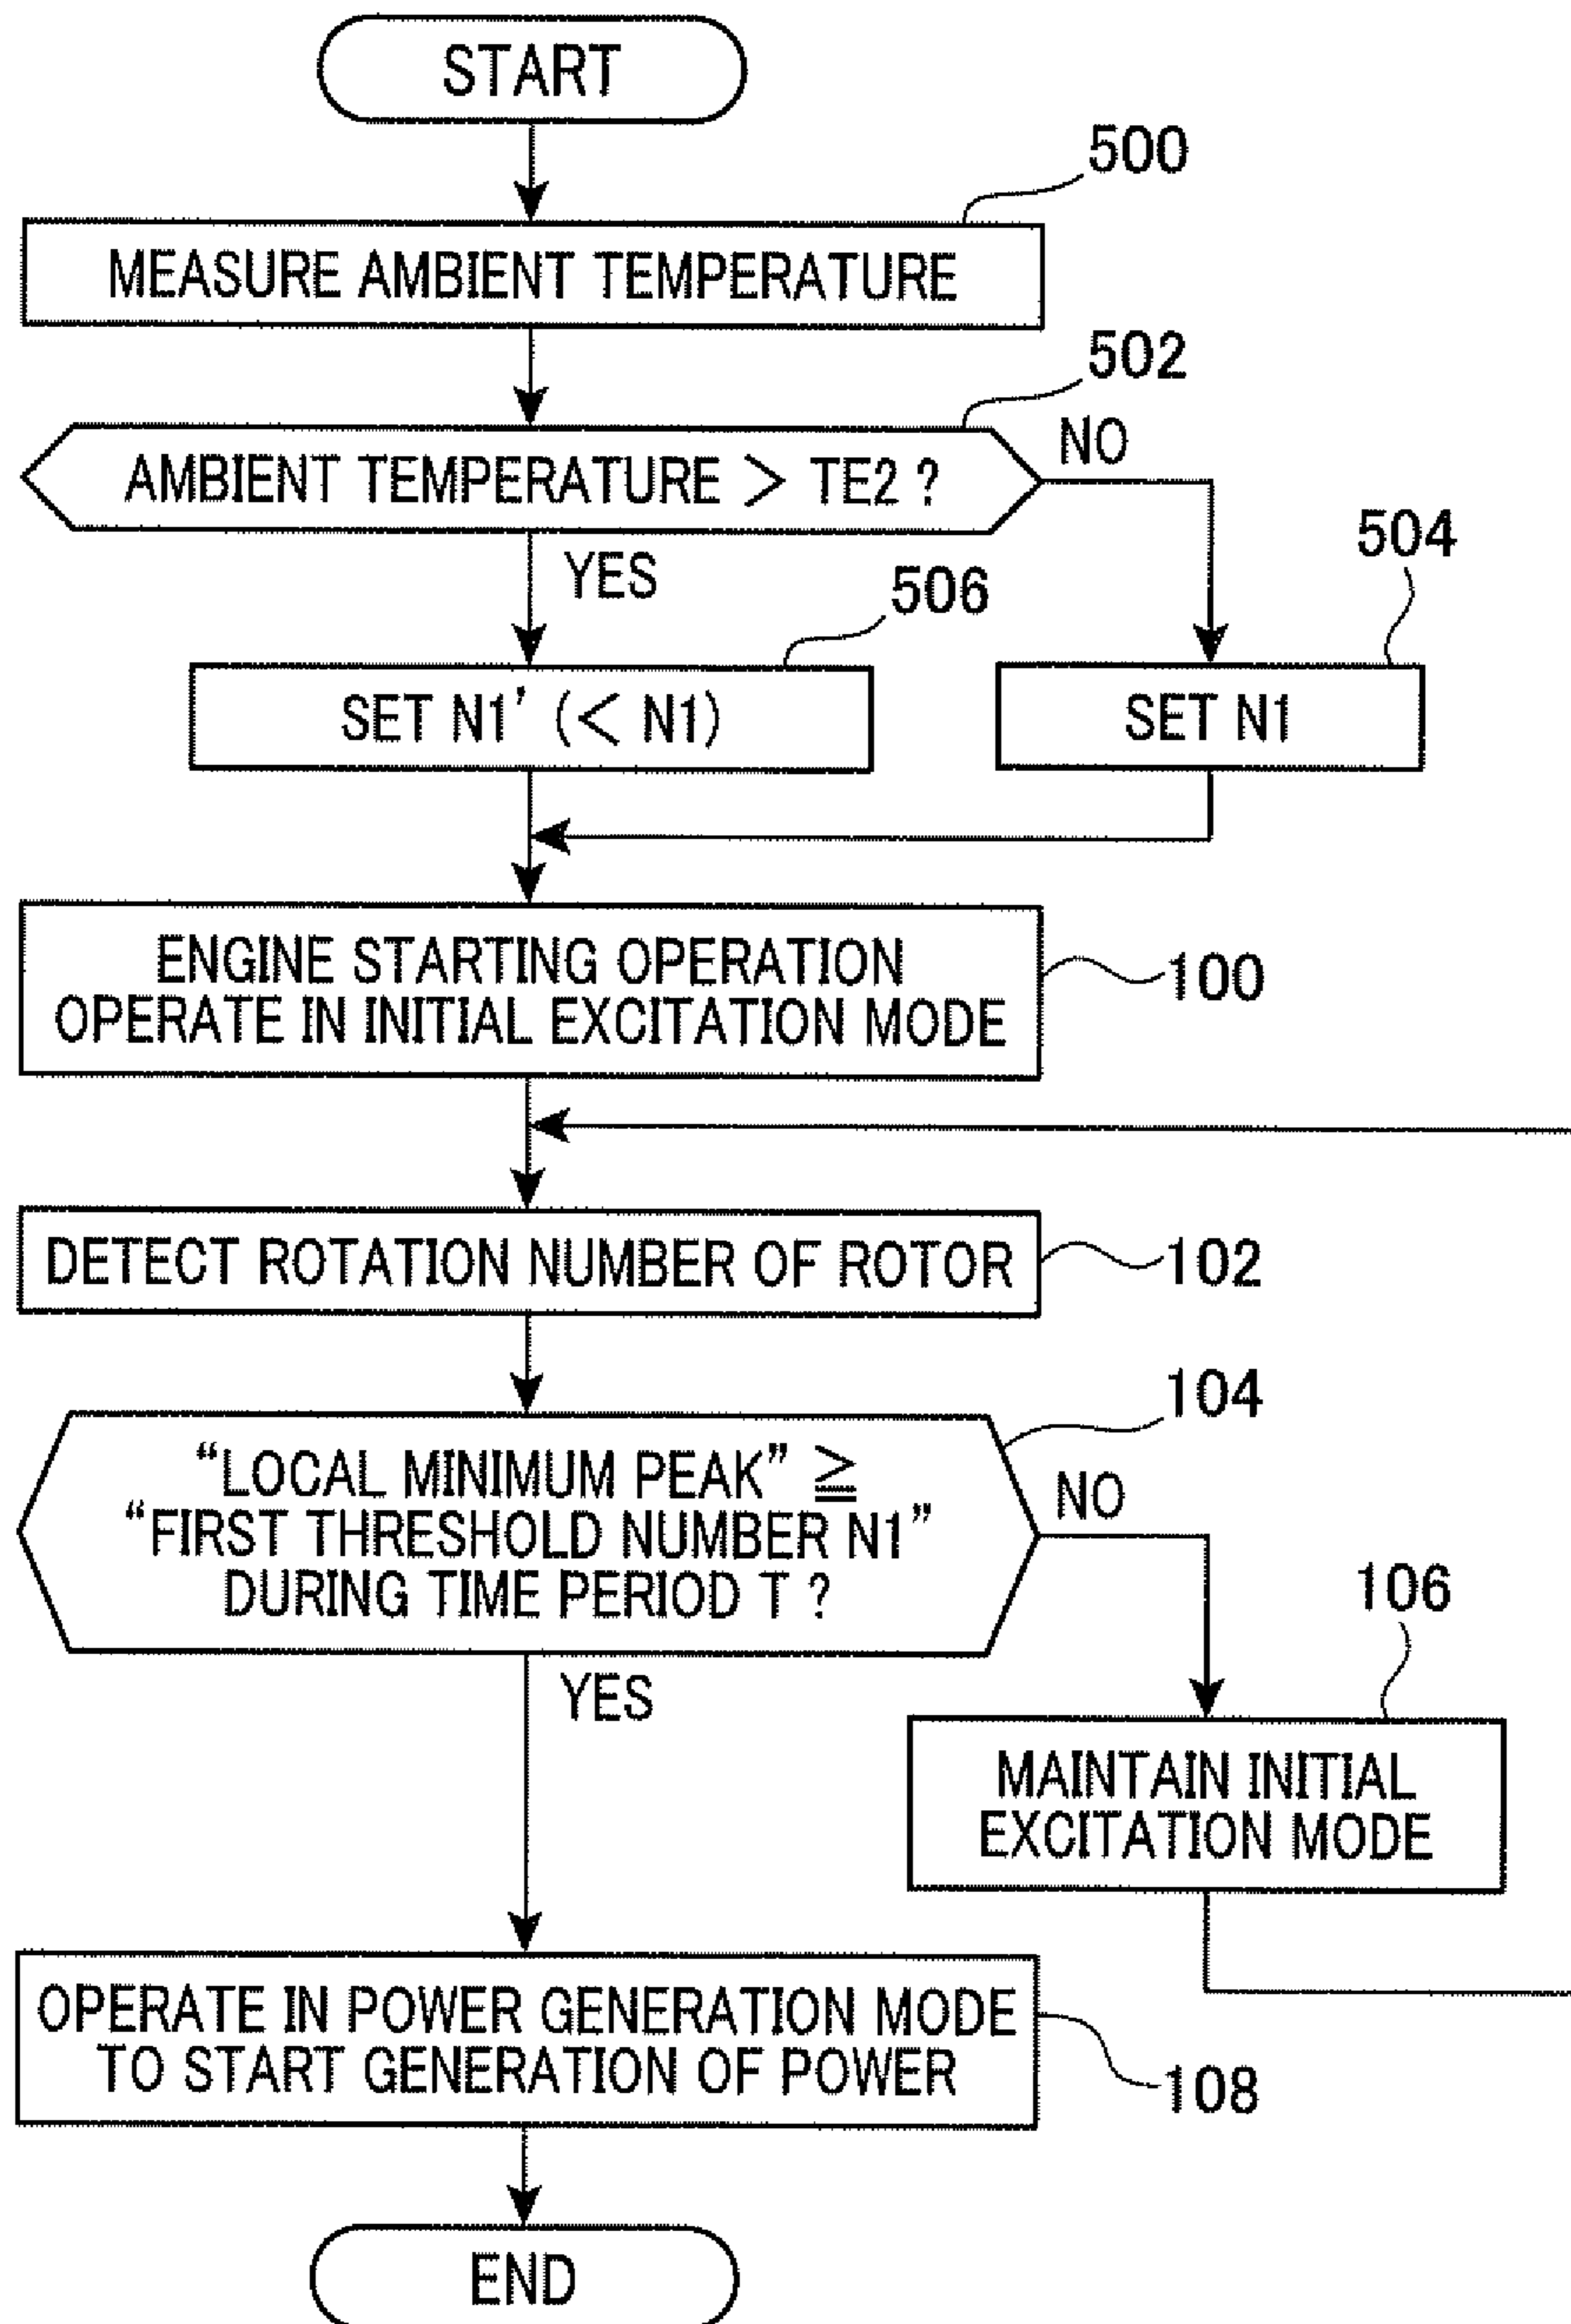 START
500
MEASURE AMBIENT TEMPERATURE
502
AMBIENT TEMPERATURE > TE2 ?
NO
YES
506
504
SET N1' (< N1)
SET N1
ENGINE STARTING OPERATION
OPERATE IN INITIAL EXCITATION MODE
100
DETECT ROTATION NUMBER OF ROTOR
102
104
“LOCAL MINIMUM PEAK” ≧
“FIRST THRESHOLD NUMBER N1”
DURING TIME PERIOD T ?
NO
YES
106
MAINTAIN INITIAL
EXCITATION MODE
OPERATE IN POWER GENERATION MODE
TO START GENERATION OF POWER
108
END